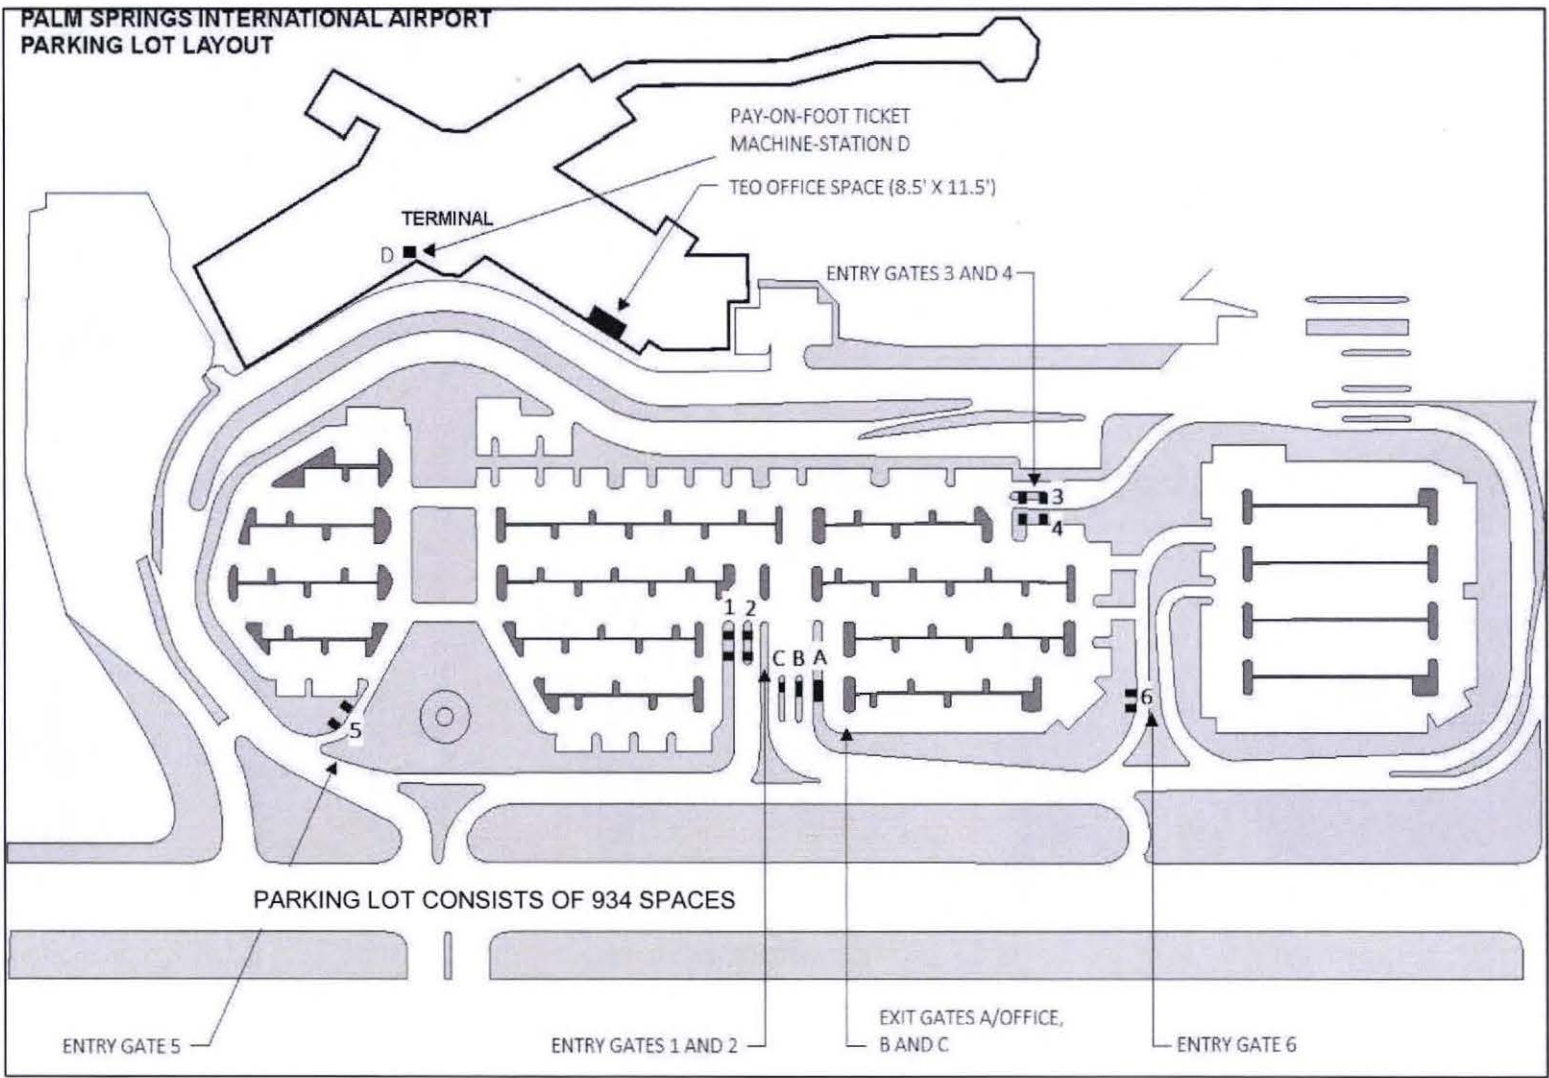 PALM SPRINGS INTERNATIONAL AIRPORT
PARKING LOT LAYOUT
PAY-ON-FOOT TICKET
MACHINE-STATION D
TEO OFFICE SPACE (8.5' X 11.5')
TERMINAL
D
ENTRY GATES 3 AND 4
3
4
1 2
C B A
6
5
PARKING LOT CONSISTS OF 934 SPACES
ENTRY GATE 5
ENTRY GATES 1 AND 2
EXIT GATES A/OFFICE,
B AND C
ENTRY GATE 6